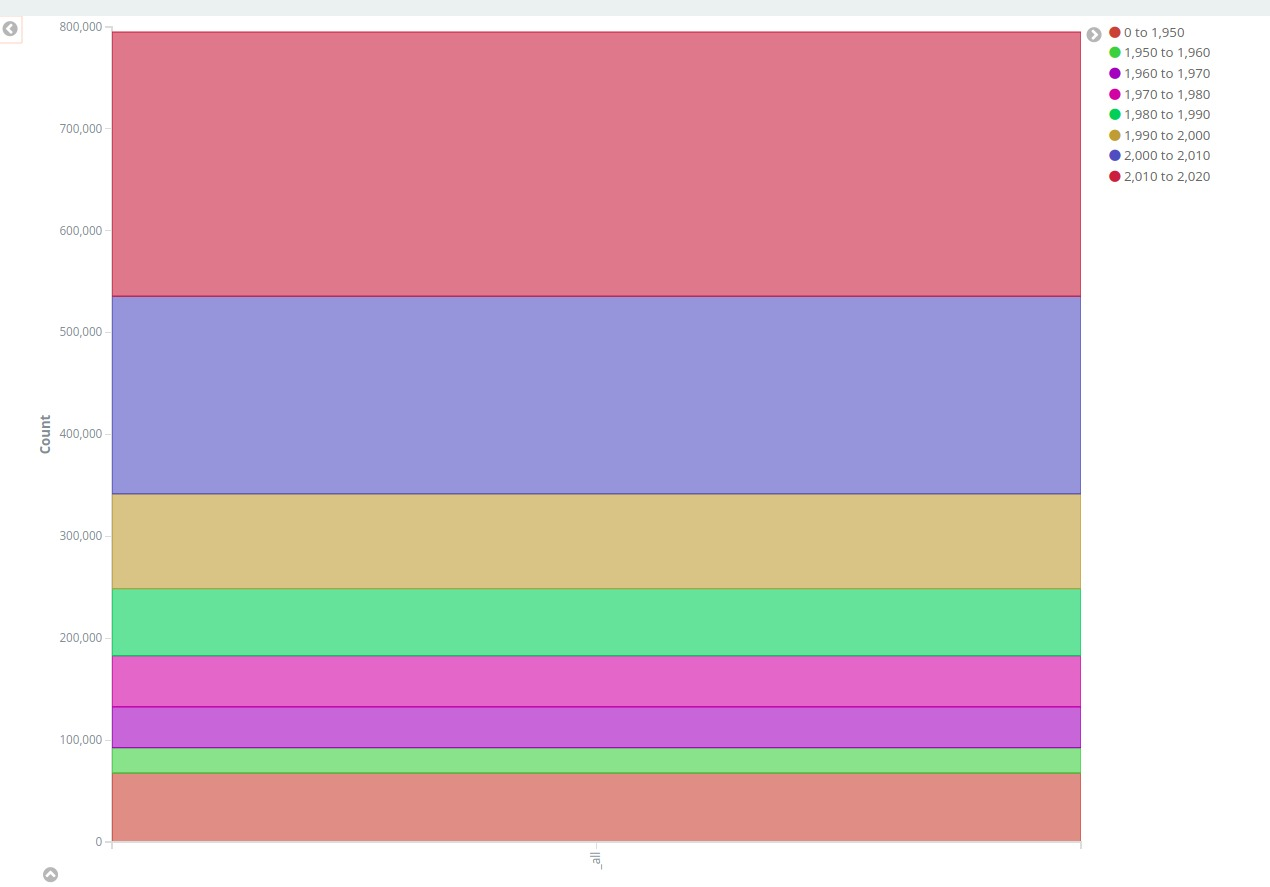 800,000
700,000
600,000
500,000
400,000
300,000
200,000
100,000
0
Count
_all
0 to 1,950
1,950 to 1,960
1,960 to 1,970
1,970 to 1,980
1,980 to 1,990
1,990 to 2,000
2,000 to 2,010
2,010 to 2,020